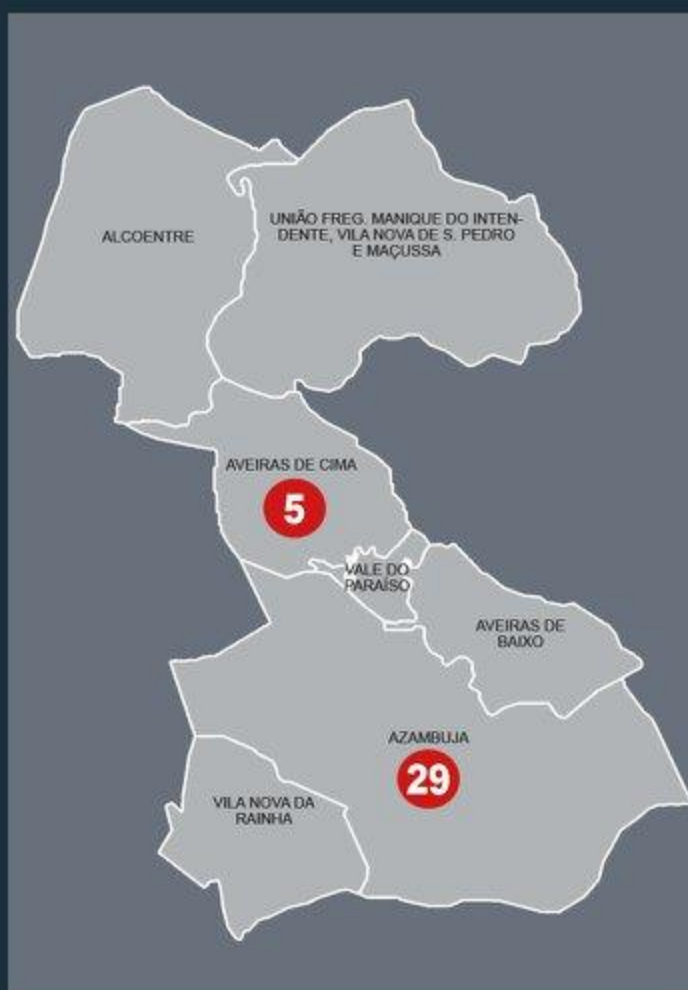 ALCOENTRE
UNIÃO FREG. MANIQUE DO INTEN-
DENTE, VILA NOVA DE S. PEDRO
E MAÇUSSA
AVEIRAS DE CIMA
5
VALE DO
PARAÍSO
AVEIRAS DE
BAIXO
AZAMBUJA
29
VILA NOVA DA
RAINHA